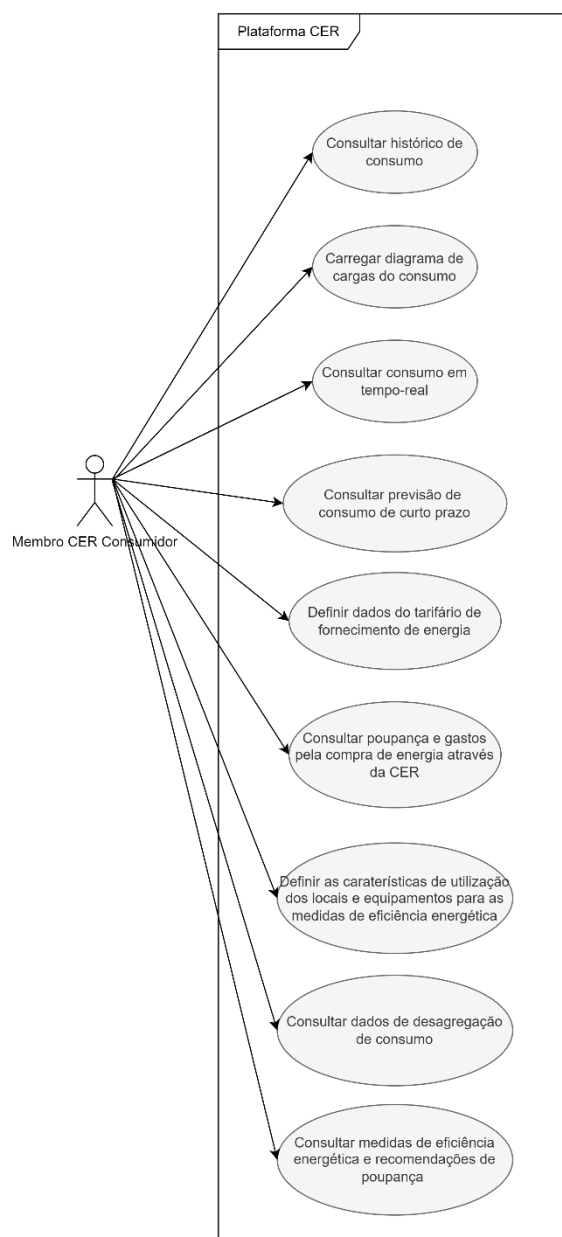 Plataforma CER
Consultar histórico de
consumo
Carregar diagrama de
cargas do consumo
Consultar consumo em
tempo-real
Consultar previsão de
consumo de curto prazo
Membro CER Consumidor
Definir dados do tarifário de
fornecimento de energia
Consultar poupança e gastos
pela compra de energia através
da CER
Definir as caraterísticas de utilização
dos locais e equipamentos para as
medidas de eficiência energética
Consultar dados de desagregação
de consumo
Consultar medidas de eficiência
energética e recomendações de
poupança